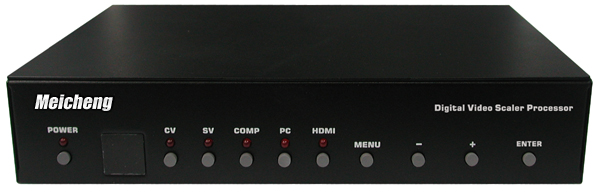 Meicheng
Digital Video Scaler Processor
POWER CV SV COMP PC HDMI MENU - + ENTER